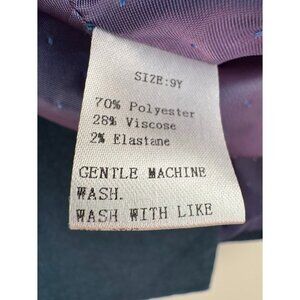 SIZE:9Y
70% Polyester
28% Viscose
2% Elastane
GENTLE MACHINE
WASH.
WASH WITH LIKE